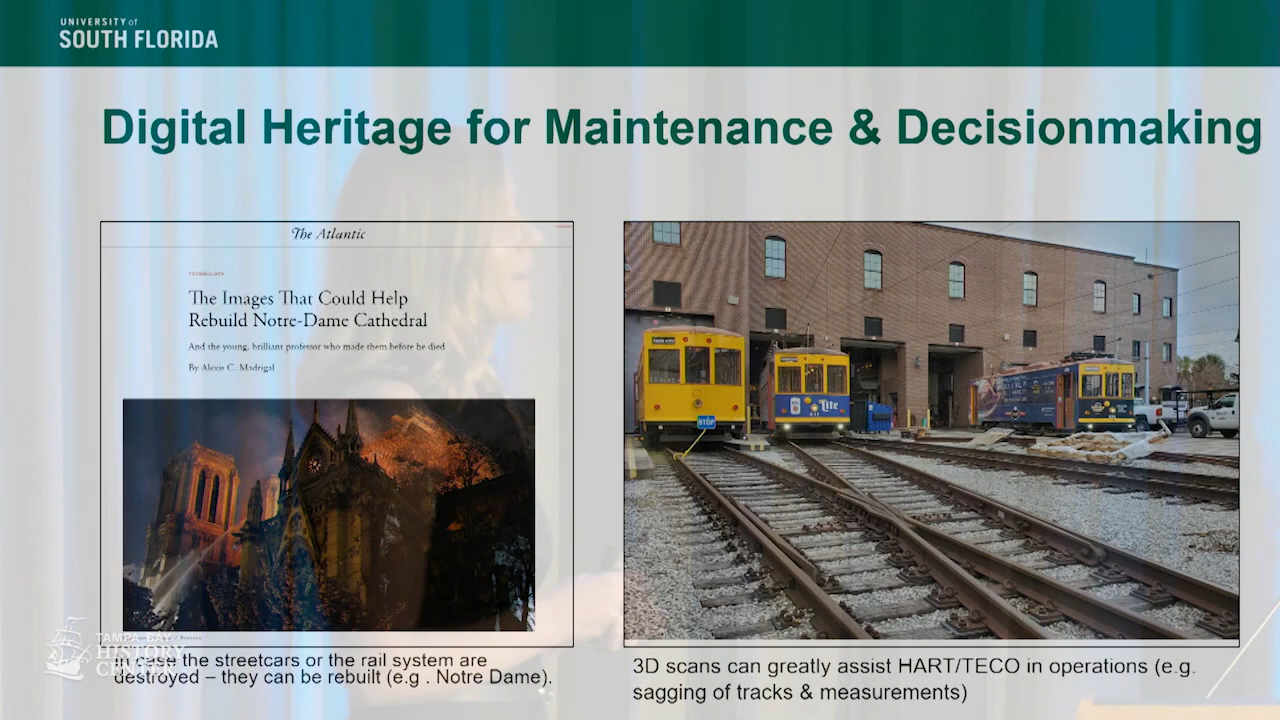 UNIVERSITY of
SOUTH FLORIDA
Digital Heritage for Maintenance & Decisionmaking
The Atlantic
TECHNOLOGY
The Images That Could Help
Rebuild Notre-Dame Cathedral
And the young, brilliant professor who made them before he died
By Alexis C. Madrigal
STOP
Lite
TAMPA BAY
HISTORY
CENTER
In case the streetcars or the rail system are
destroyed – they can be rebuilt (e.g . Notre Dame).
3D scans can greatly assist HART/TECO in operations (e.g.
sagging of tracks & measurements)